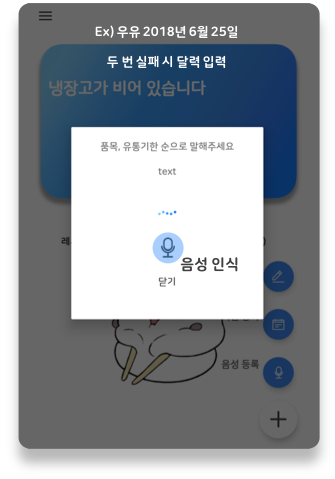 Ex) 우유 2018년 6월 25일
두 번 실패 시 달력 입력
냉장고가 비어 있습니다
품목, 유통기한 순으로 말해주세요
text
음성 인식
닫기
음성 등록